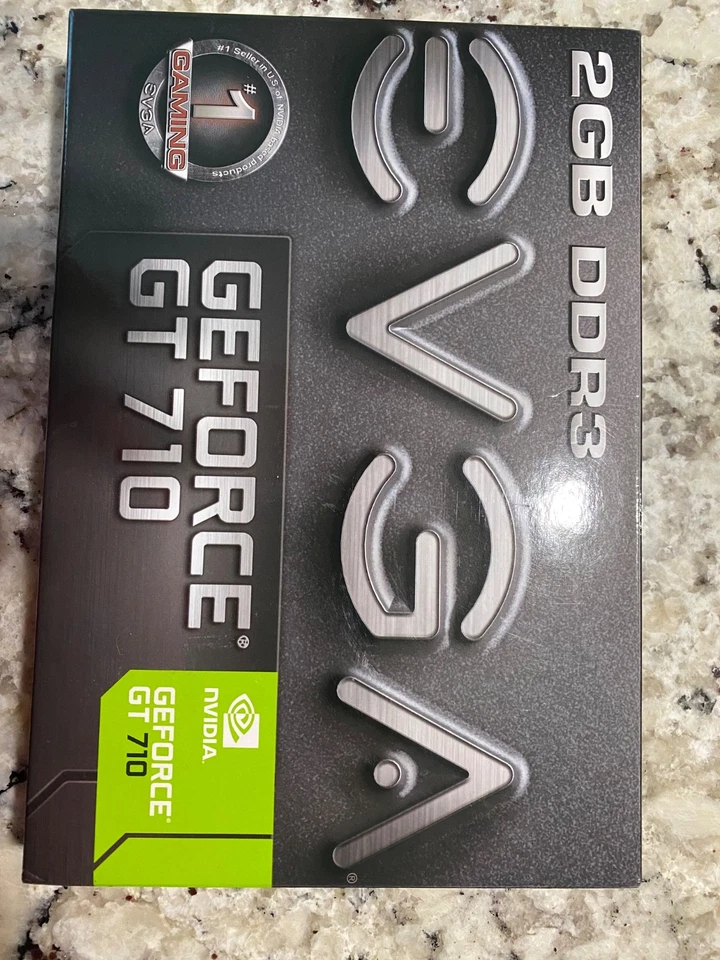 2GB DDR3
EVGA®
#1 Seller in U.S. of NVIDIA based products
#1
GAMING
EVGA
GEFORCE®
GT 710
NVIDIA.
GEFORCE®
GT 710